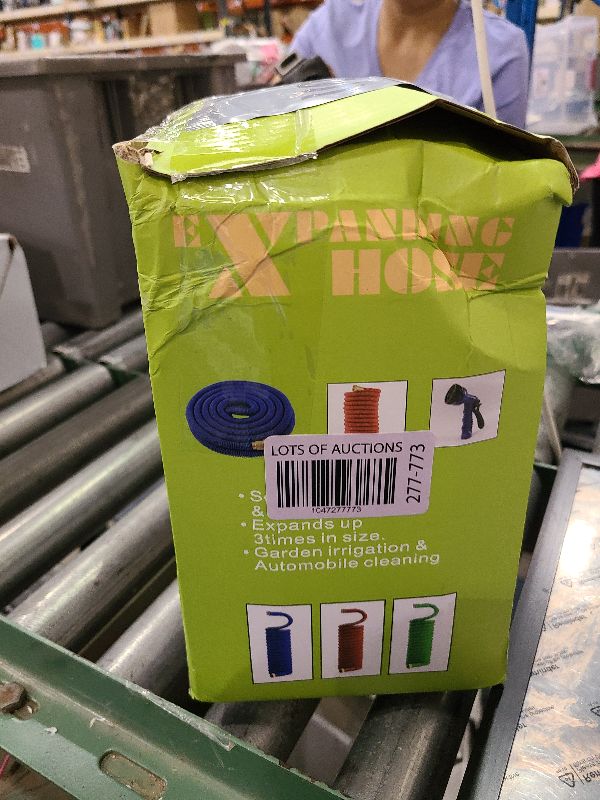 EXPANDING
HOSE
LOTS OF AUCTIONS
277-773
1047277773
• S
&
• Expands up
3times in size.
• Garden irrigation &
Automobile cleaning